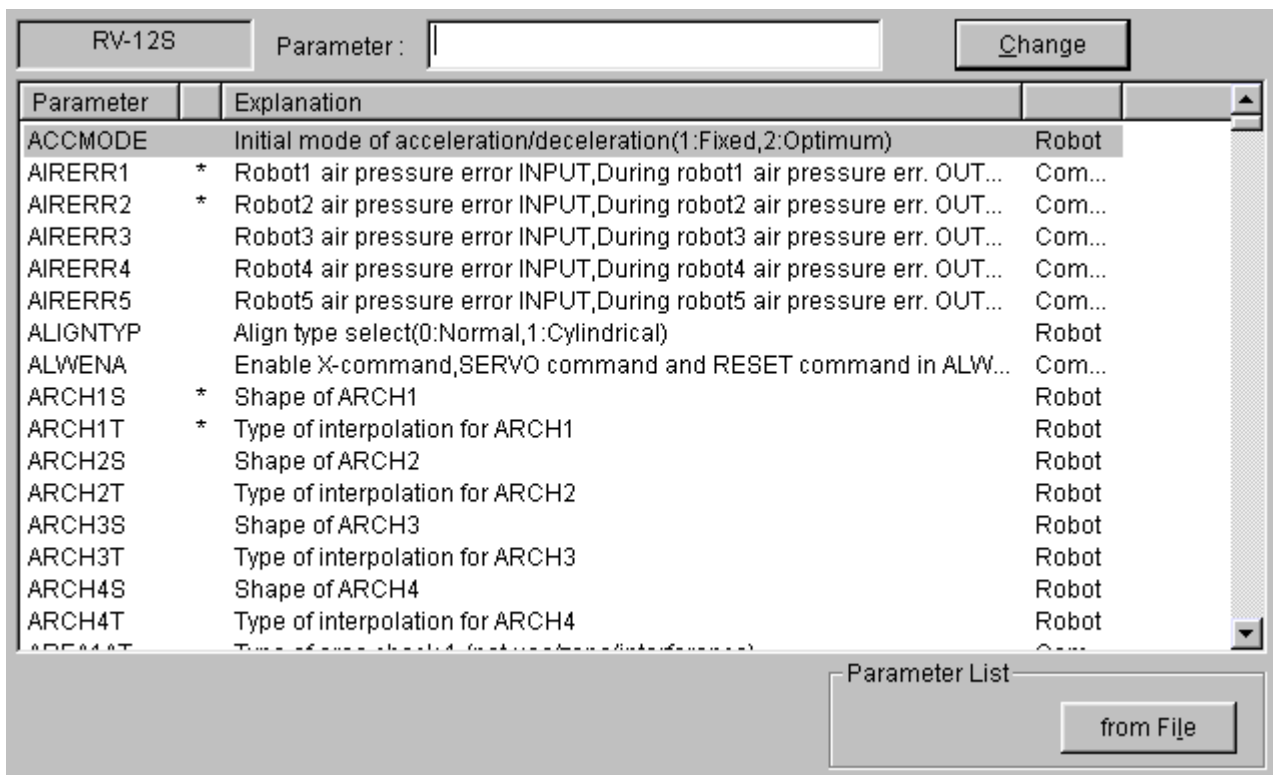 RV-12S Parameter : Change
Parameter Explanation
ACCMODE Initial mode of acceleration/deceleration(1:Fixed,2:Optimum) Robot
AIRERR1 * Robot1 air pressure error INPUT,During robot1 air pressure err. OUT... Com...
AIRERR2 * Robot2 air pressure error INPUT,During robot2 air pressure err. OUT... Com...
AIRERR3 Robot3 air pressure error INPUT,During robot3 air pressure err. OUT... Com...
AIRERR4 Robot4 air pressure error INPUT,During robot4 air pressure err. OUT... Com...
AIRERR5 Robot5 air pressure error INPUT,During robot5 air pressure err. OUT... Com...
ALIGNTYP Align type select(0:Normal,1:Cylindrical) Robot
ALWENA Enable X-command,SERVO command and RESET command in ALW... Com...
ARCH1S * Shape of ARCH1 Robot
ARCH1T * Type of interpolation for ARCH1 Robot
ARCH2S Shape of ARCH2 Robot
ARCH2T Type of interpolation for ARCH2 Robot
ARCH3S Shape of ARCH3 Robot
ARCH3T Type of interpolation for ARCH3 Robot
ARCH4S Shape of ARCH4 Robot
ARCH4T Type of interpolation for ARCH4 Robot
Parameter List
from File